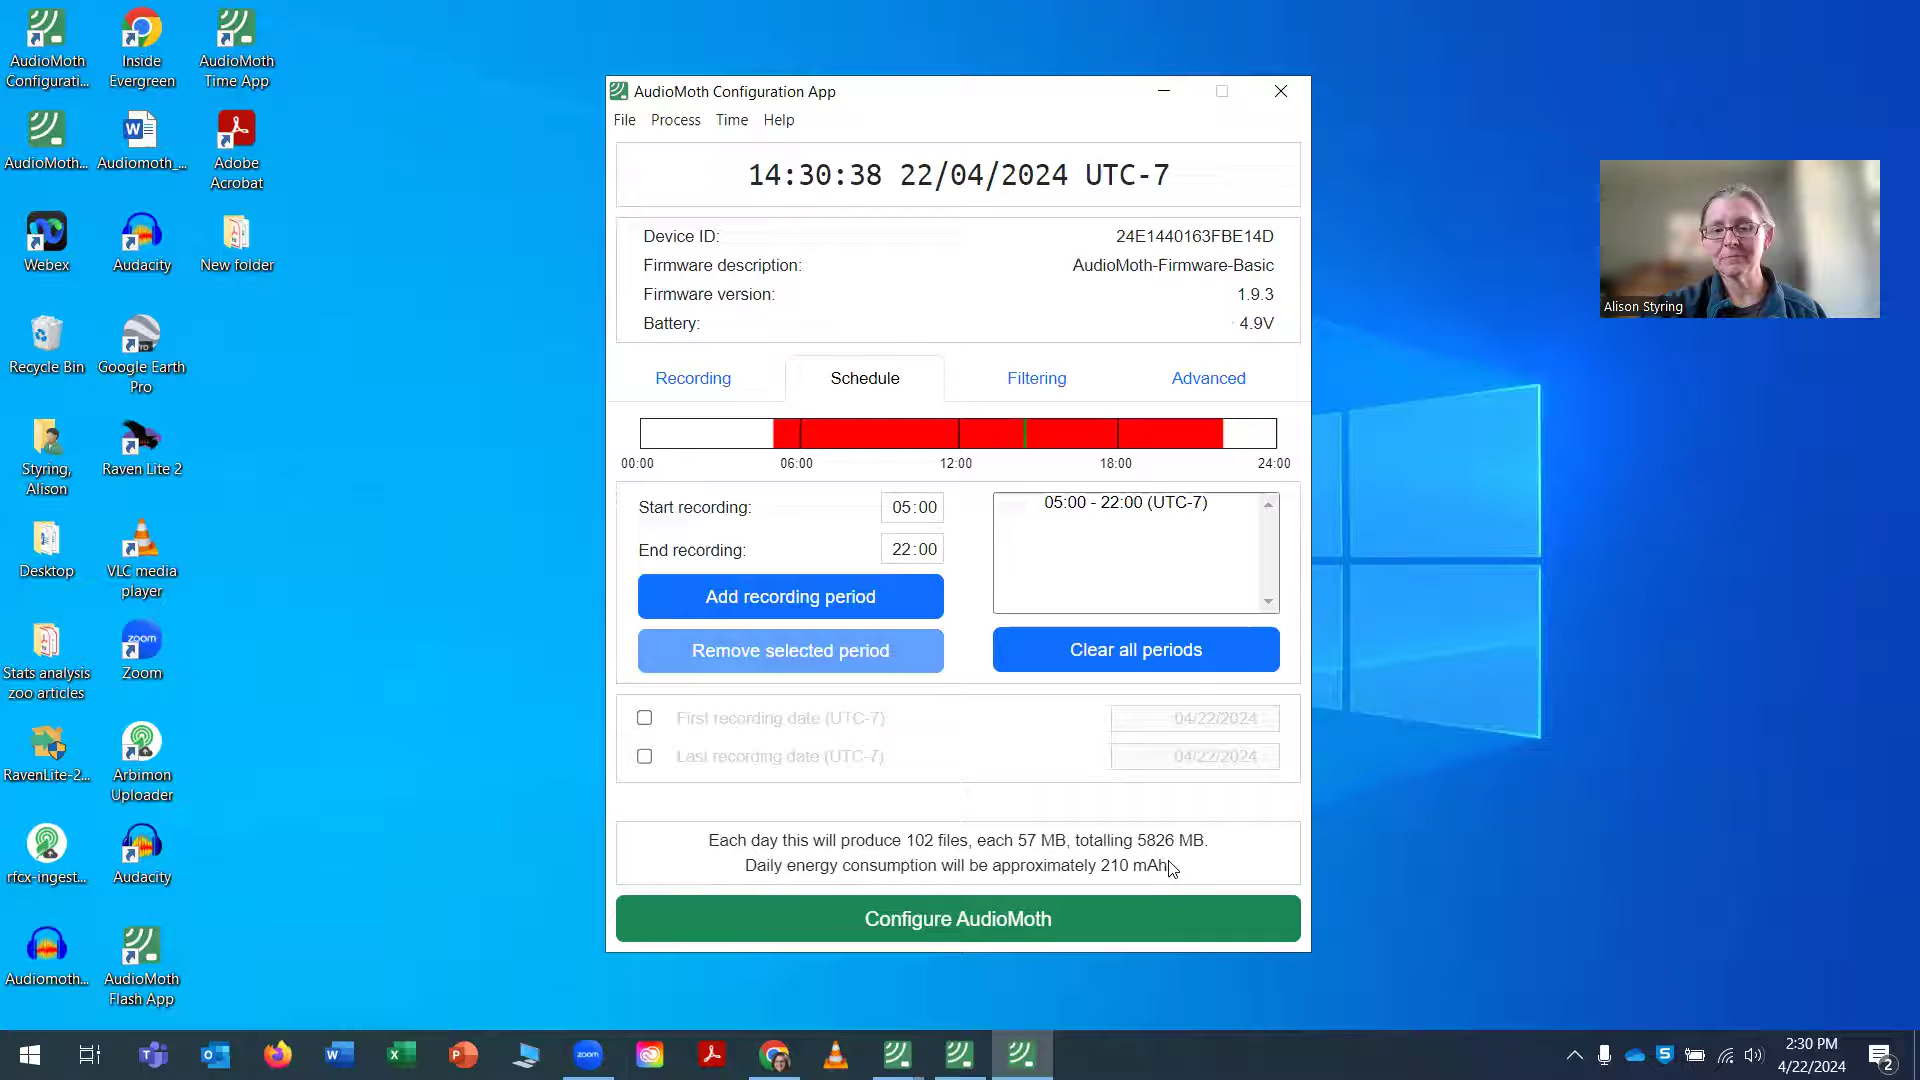 AudioMoth
Configurati...
Inside
Evergreen
AudioMoth
Time App
AudioMoth...
Audiomoth_...
Adobe
Acrobat
Webex
Audacity
New folder
Recycle Bin
Google Earth
Pro
Styring,
Alison
Raven Lite 2
Desktop
VLC media
player
Stats analysis
zoo articles
zoom
Zoom
RavenLite-2...
Arbimon
Uploader
rfcx-ingest...
Audacity
Audiomoth...
AudioMoth
Flash App
AudioMoth Configuration App
File Process Time Help
14:30:38 22/04/2024 UTC-7
Device ID: 24E1440163FBE14D
Firmware description: AudioMoth-Firmware-Basic
Firmware version: 1.9.3
Battery: 4.9V
Recording Schedule Filtering Advanced
00:00 06:00 12:00 18:00 24:00
Start recording: 05:00
End recording: 22:00
Add recording period
Remove selected period
05:00 - 22:00 (UTC-7)
Clear all periods
First recording date (UTC-7) 04/22/2024
Last recording date (UTC-7) 04/22/2024
Each day this will produce 102 files, each 57 MB, totalling 5826 MB.
Daily energy consumption will be approximately 210 mAh
Configure AudioMoth
Alison Styring
zoom
2:30 PM
4/22/2024
2